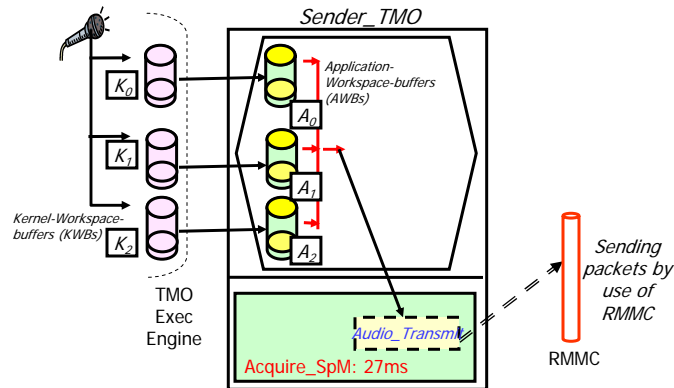 Sender_TMO
K0
K1
K2
Kernel-Workspace-
buffers (KWBs)
TMO
Exec
Engine
Application-
Workspace-buffers
(AWBs)
A0
A1
A2
Audio_Transmit
Acquire_SpM: 27ms
Sending
packets by
use of
RMMC
RMMC